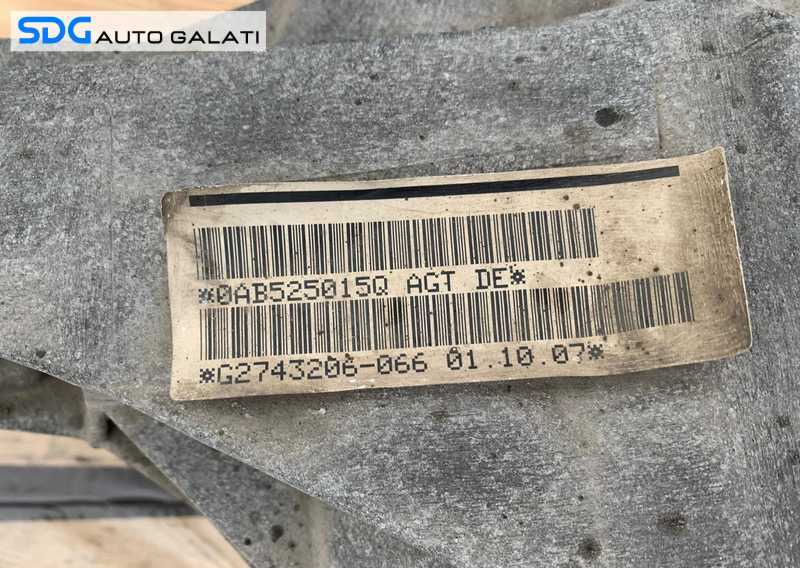 SDG AUTO GALATI
*0AB525015Q AGT DE*
*G2743206-066 01.10.07*